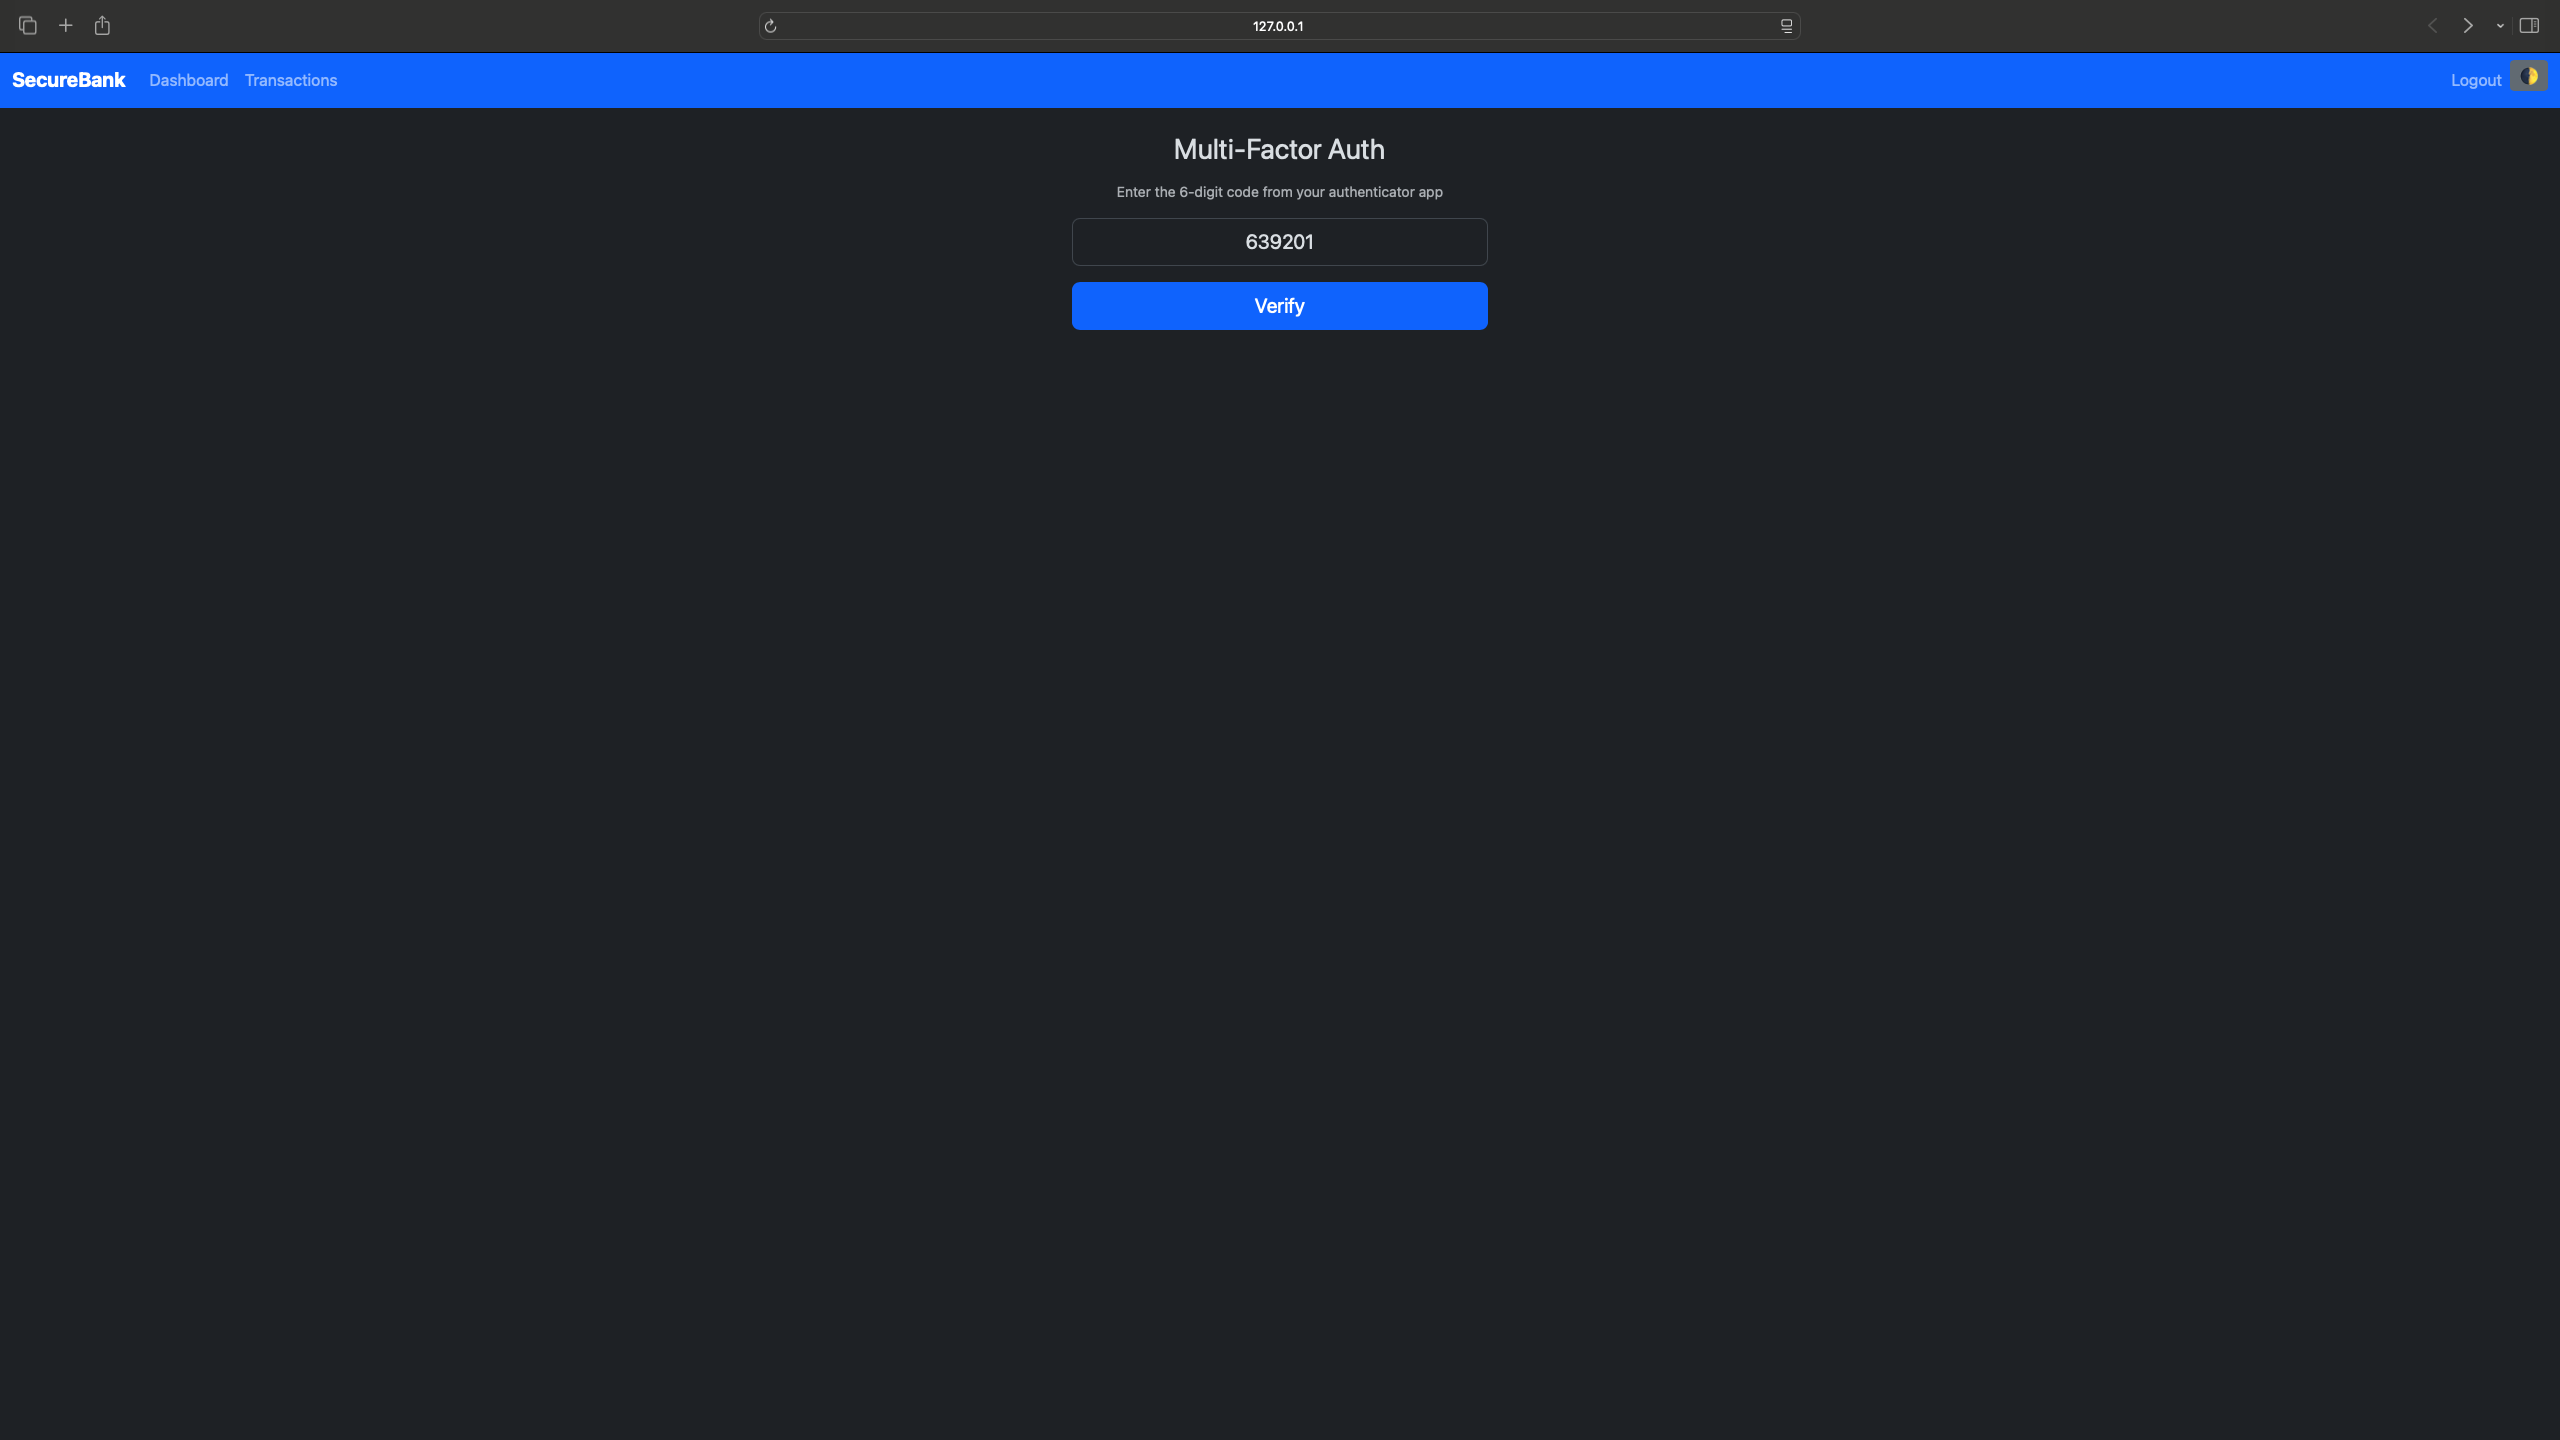 127.0.0.1
SecureBank Dashboard Transactions Logout
Multi-Factor Auth
Enter the 6-digit code from your authenticator app
639201
Verify